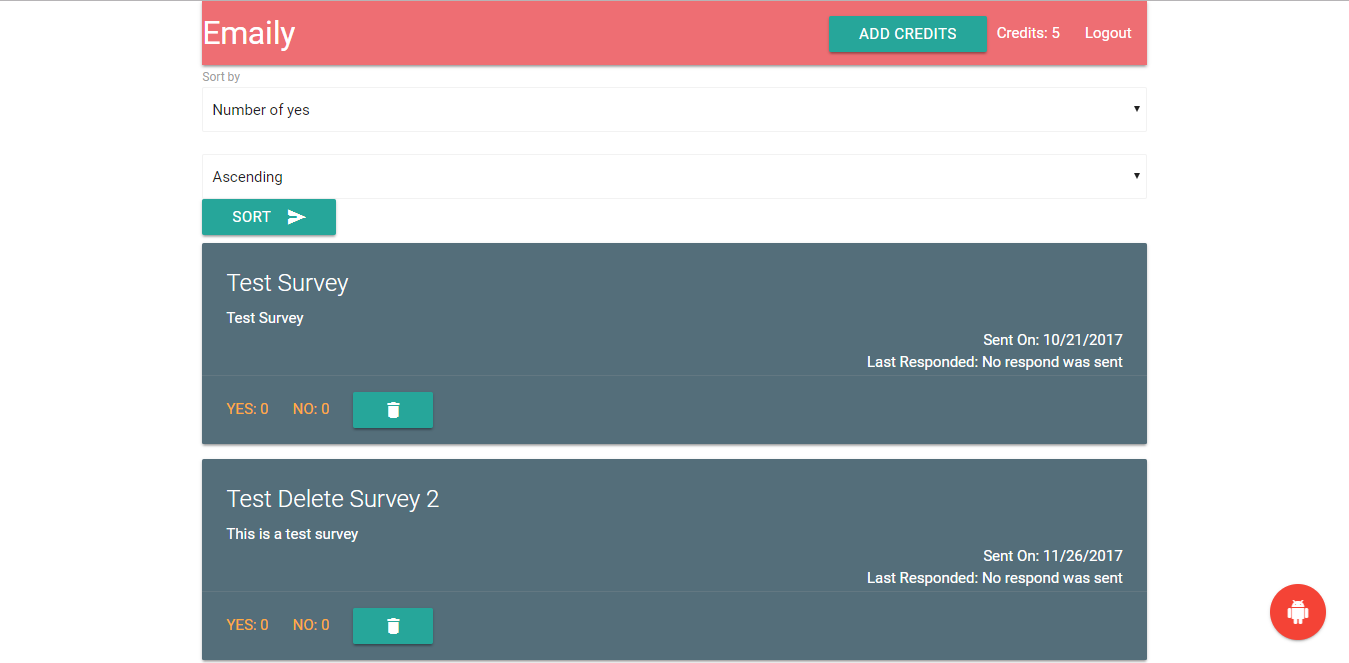 Emaily
ADD CREDITS Credits: 5 Logout
Sort by
Number of yes
Ascending
SORT
Test Survey
Test Survey
Sent On: 10/21/2017
Last Responded: No respond was sent
YES: 0 NO: 0
Test Delete Survey 2
This is a test survey
Sent On: 11/26/2017
Last Responded: No respond was sent
YES: 0 NO: 0